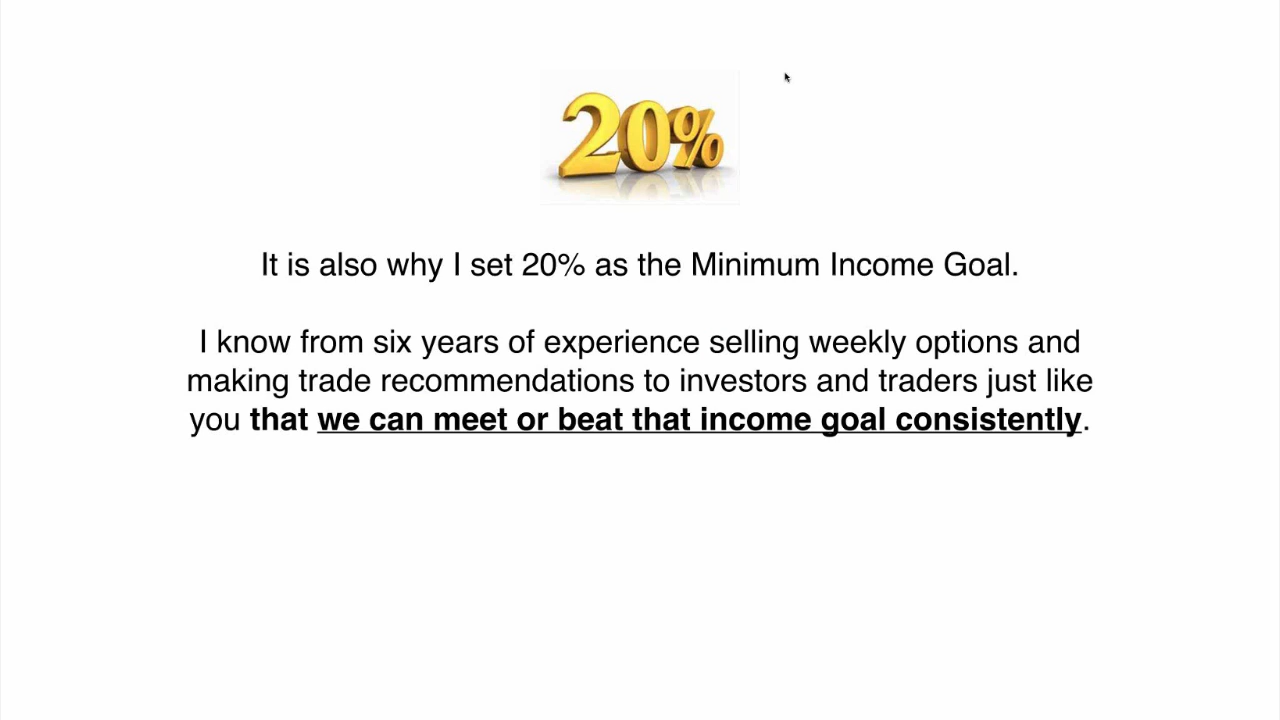 20%
It is also why I set 20% as the Minimum Income Goal.
I know from six years of experience selling weekly options and
making trade recommendations to investors and traders just like
you that we can meet or beat that income goal consistently.